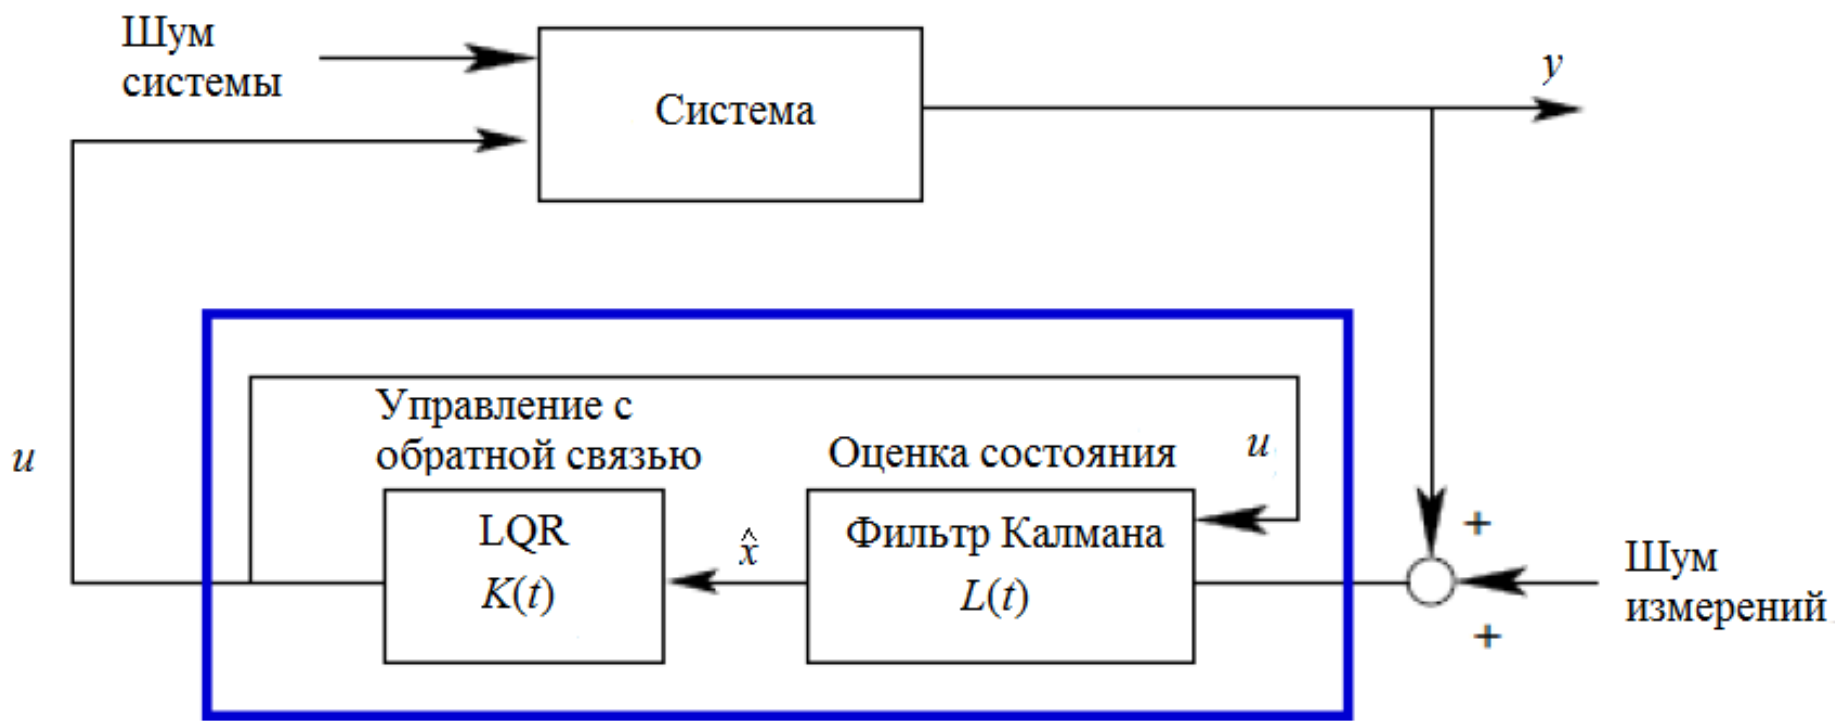 Шум
системы
Система
y
Управление с
обратной связью
u
Оценка состояния
u
LQR
K(t)
x̂
Фильтр Калмана
L(t)
+
+
Шум
измерений